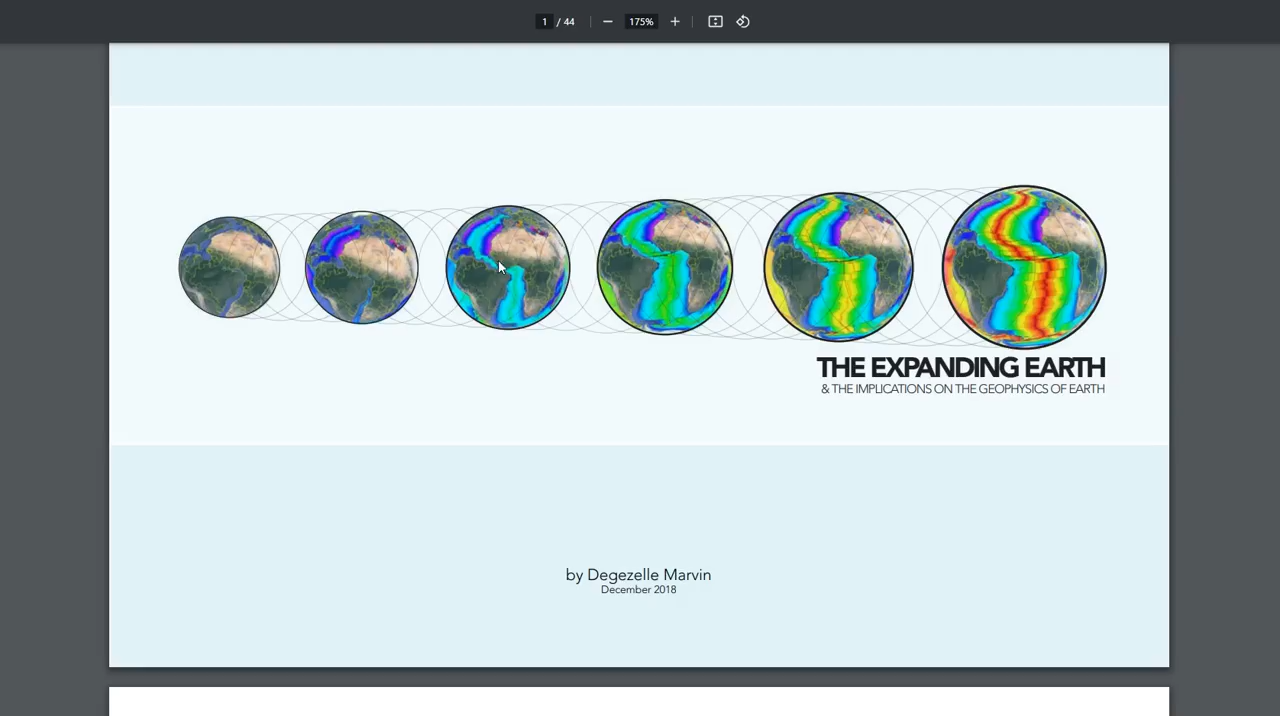 1 / 44 175%
THE EXPANDING EARTH
& THE IMPLICATIONS ON THE GEOPHYSICS OF EARTH
by Degezelle Marvin
December 2018